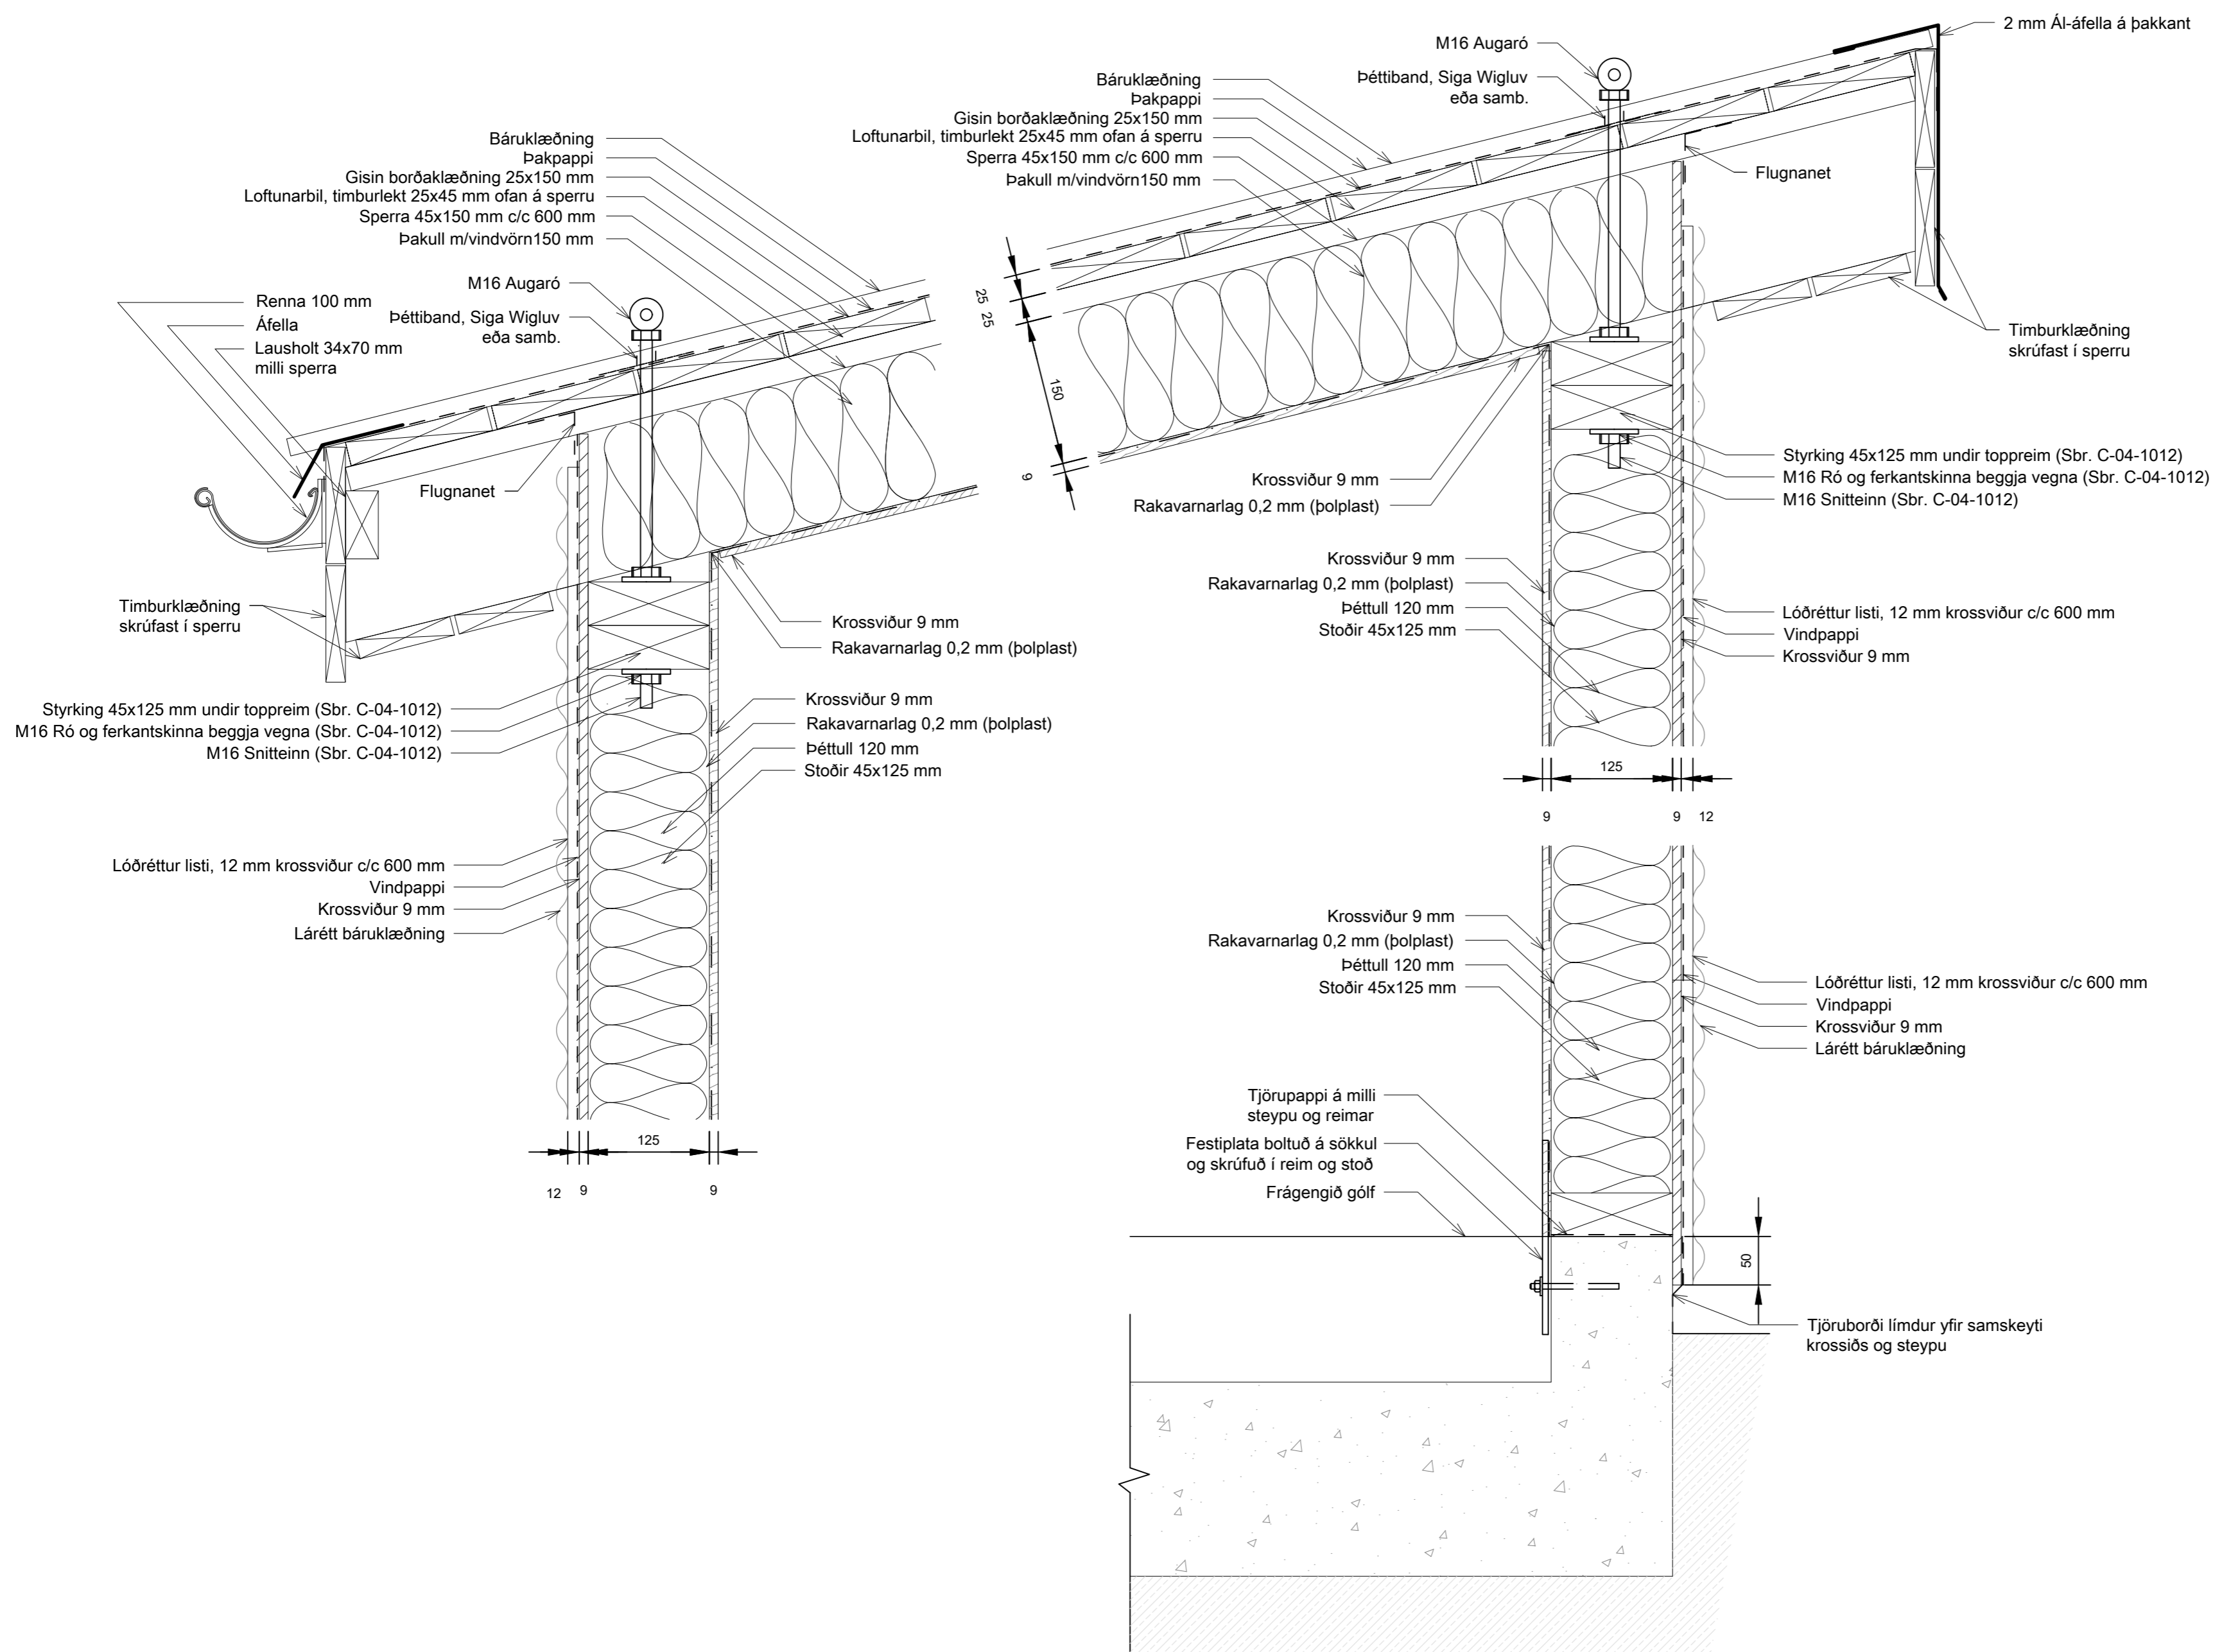 2 mm Ál-áfella á þakkant
M16 Augaró
Þéttiband, Siga Wigluv
eða samb.
Báruklæðning
Þakpappi
Gisin borðaklæðning 25x150 mm
Loftunarbil, timburlekt 25x45 mm ofan á sperru
Sperra 45x150 mm c/c 600 mm
Þakull m/vindvörn150 mm
Flugnanet
Báruklæðning
Þakpappi
Gisin borðaklæðning 25x150 mm
Loftunarbil, timburlekt 25x45 mm ofan á sperru
Sperra 45x150 mm c/c 600 mm
Þakull m/vindvörn150 mm
M16 Augaró
Þéttiband, Siga Wigluv
eða samb.
Renna 100 mm
Áfella
Lausholt 34x70 mm
milli sperra
25
25
150
9
Timburklæðning
skrúfast í sperru
Flugnanet
Krossviður 9 mm
Rakavarnarlag 0,2 mm (þolplast)
Styrking 45x125 mm undir toppreim (Sbr. C-04-1012)
M16 Ró og ferkantskinna beggja vegna (Sbr. C-04-1012)
M16 Snitteinn (Sbr. C-04-1012)
Krossviður 9 mm
Rakavarnarlag 0,2 mm (þolplast)
Þéttull 120 mm
Stoðir 45x125 mm
Lóðréttur listi, 12 mm krossviður c/c 600 mm
Vindpappi
Krossviður 9 mm
Timburklæðning
skrúfast í sperru
Krossviður 9 mm
Rakavarnarlag 0,2 mm (þolplast)
Styrking 45x125 mm undir toppreim (Sbr. C-04-1012)
M16 Ró og ferkantskinna beggja vegna (Sbr. C-04-1012)
M16 Snitteinn (Sbr. C-04-1012)
Krossviður 9 mm
Rakavarnarlag 0,2 mm (þolplast)
Þéttull 120 mm
Stoðir 45x125 mm
125
9
9
12
Lóðréttur listi, 12 mm krossviður c/c 600 mm
Vindpappi
Krossviður 9 mm
Lárétt báruklæðning
Krossviður 9 mm
Rakavarnarlag 0,2 mm (þolplast)
Þéttull 120 mm
Stoðir 45x125 mm
Lóðréttur listi, 12 mm krossviður c/c 600 mm
Vindpappi
Krossviður 9 mm
Lárétt báruklæðning
125
12
9
9
Tjörupappi á milli
steypu og reimar
Festiplata boltuð á sökkul
og skrúfuð í reim og stoð
Frágengið gólf
50
Tjöruborði límdur yfir samskeyti
krossiðs og steypu